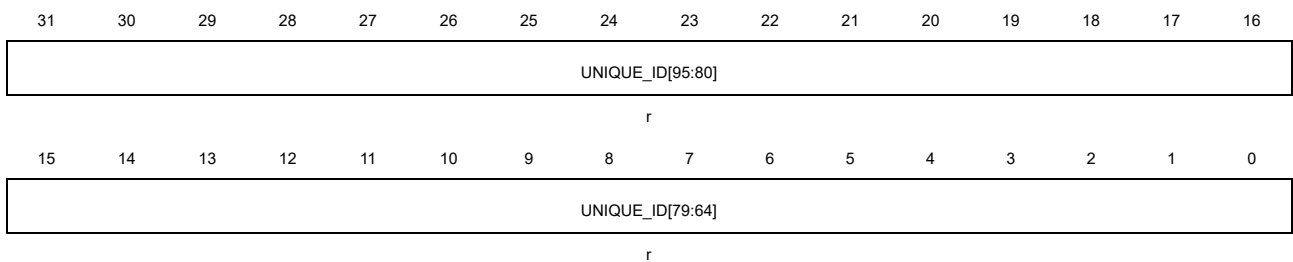 31 30 29 28 27 26 25 24 23 22 21 20 19 18 17 16
UNIQUE_ID[95:80]
r
15 14 13 12 11 10 9 8 7 6 5 4 3 2 1 0
UNIQUE_ID[79:64]
r